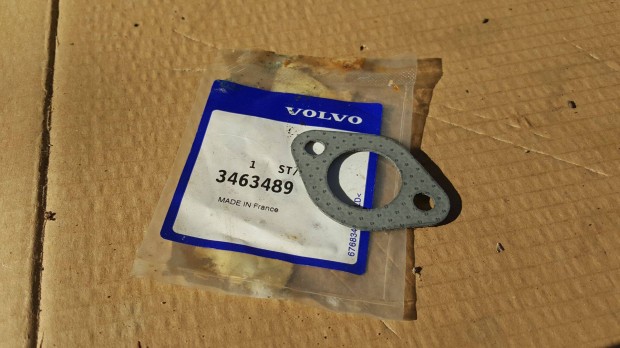 VOLVO
1 ST/
3463489
MADE IN France